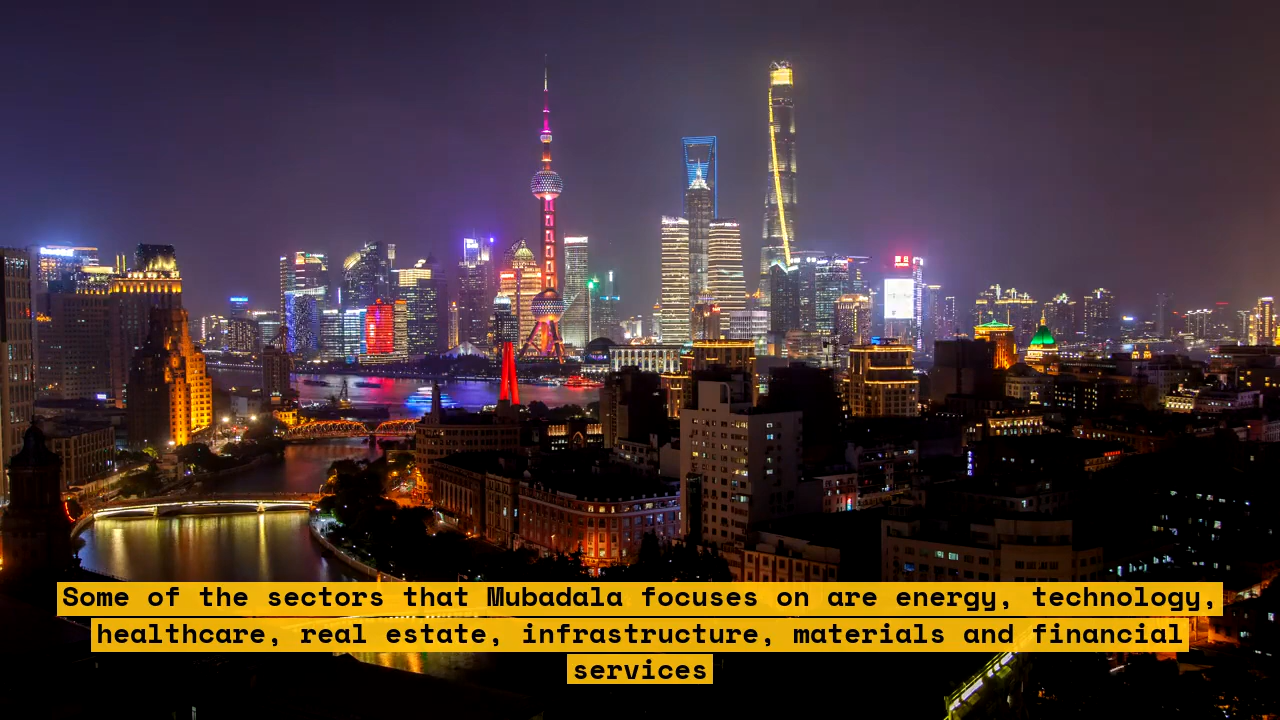 Some of the sectors that Mubadala focuses on are energy, technology,
healthcare, real estate, infrastructure, materials and financial
services